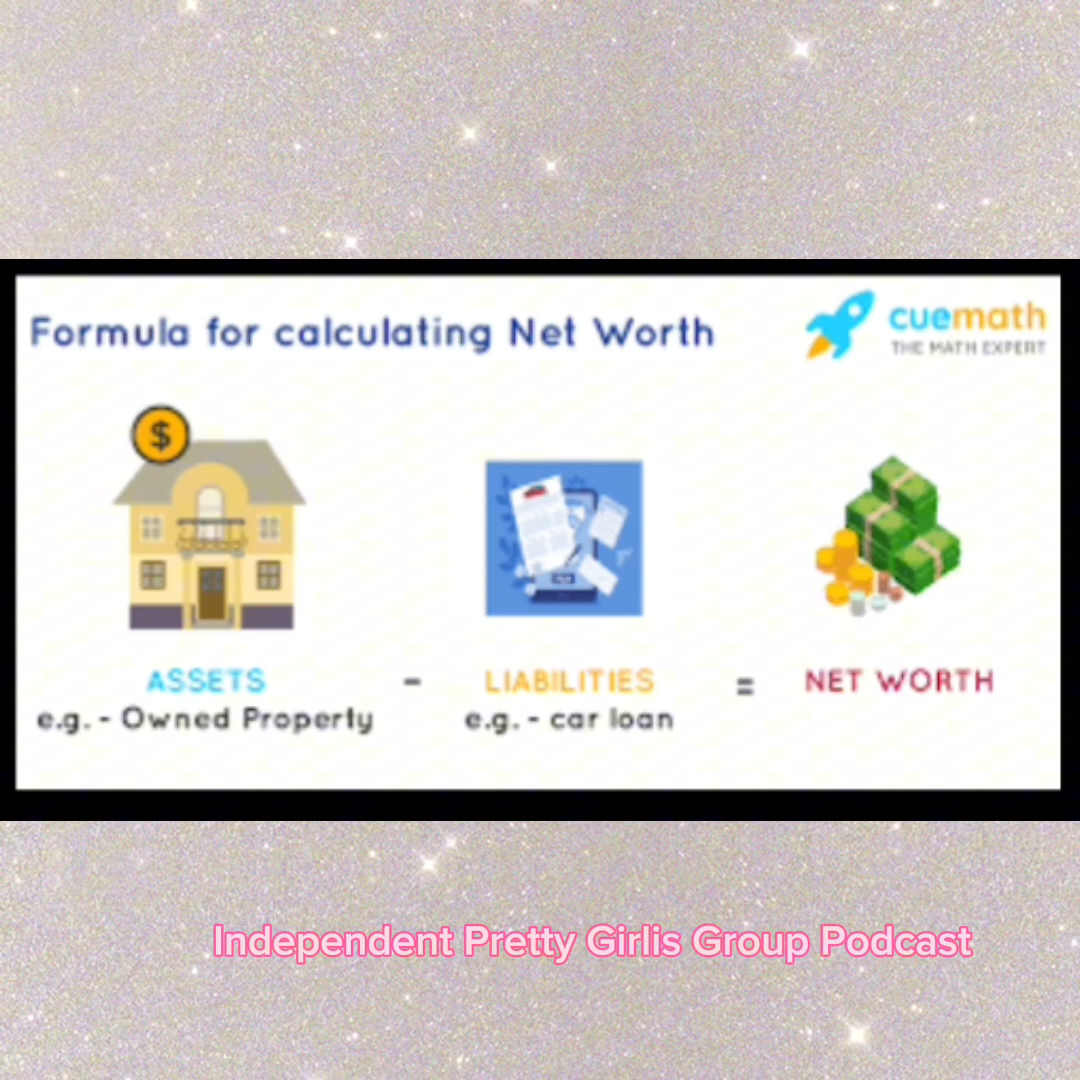 Formula for calculating Net Worth
cuemath
THE MATH EXPERT
$
ASSETS - LIABILITIES = NET WORTH
e.g. - Owned Property e.g. - car loan
Independent Pretty Girlis Group Podcast